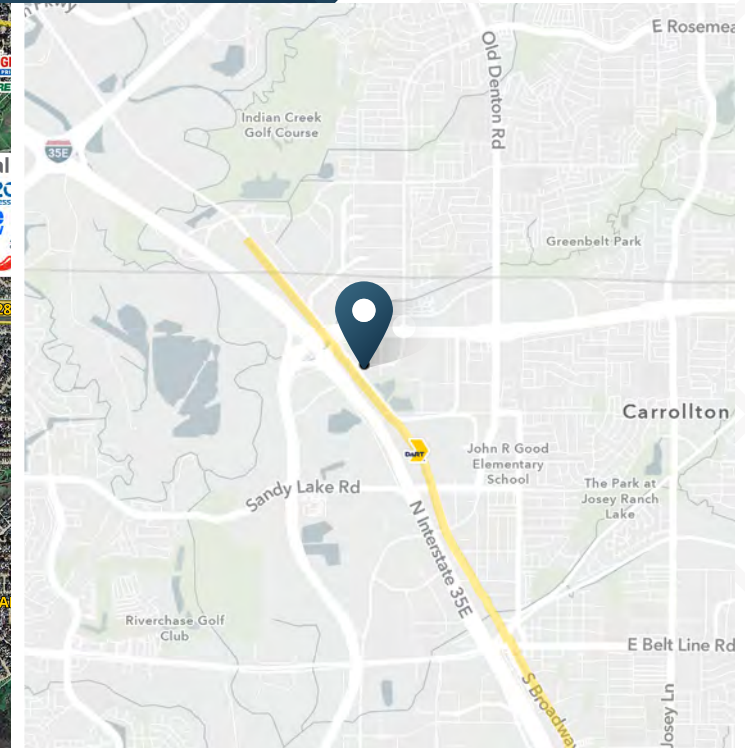 E Rosemea
Old Denton Rd
Indian Creek
Golf Course
35E
Greenbelt Park
Carrollton
DART
John R Good
Elementary
School
The Park at
Josey Ranch
Lake
Sandy Lake Rd
N Interstate 35E
Riverchase Golf
Club
E Belt Line Rd
S Broadwa
Josey Ln